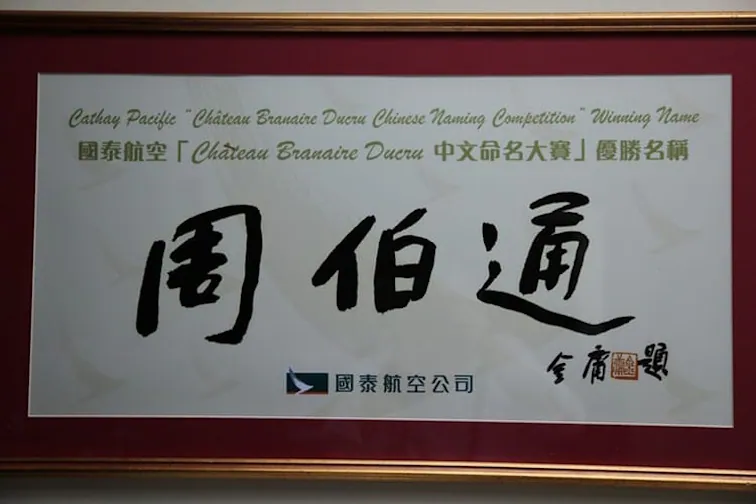 Cathay Pacific "Château Branaire Ducru Chinese Naming Competition" Winning Name
國泰航空「Château Branaire Ducru 中文命名大賽」優勝名稱
周伯通
金庸題
國泰航空公司